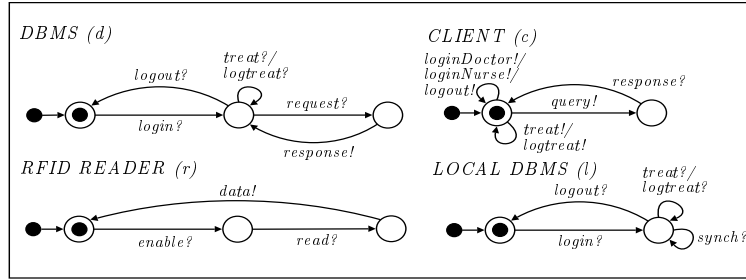 DBMS (d)
CLIENT (c)
treat?/
logtreat?
logout?
request?
login?
response!
loginDoctor!/
loginNurse!/
logout!
response?
query!
treat!/
logtreat!
RFID READER (r)
data!
enable?
read?
LOCAL DBMS (l)
treat?/
logtreat?
logout?
login?
synch?